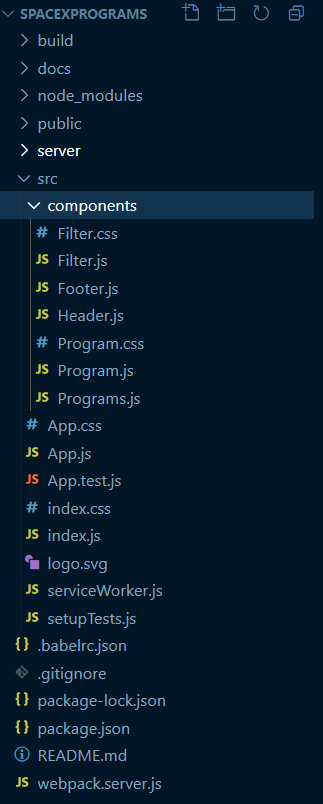 SPACEXPROGRAMS
build
docs
node_modules
public
server
src
components
# Filter.css
JS Filter.js
JS Footer.js
JS Header.js
# Program.css
JS Program.js
JS Programs.js
# App.css
JS App.js
JS App.test.js
# index.css
JS index.js
logo.svg
JS serviceWorker.js
JS setupTests.js
{} .babelrc.json
.gitignore
{} package-lock.json
{} package.json
README.md
JS webpack.server.js